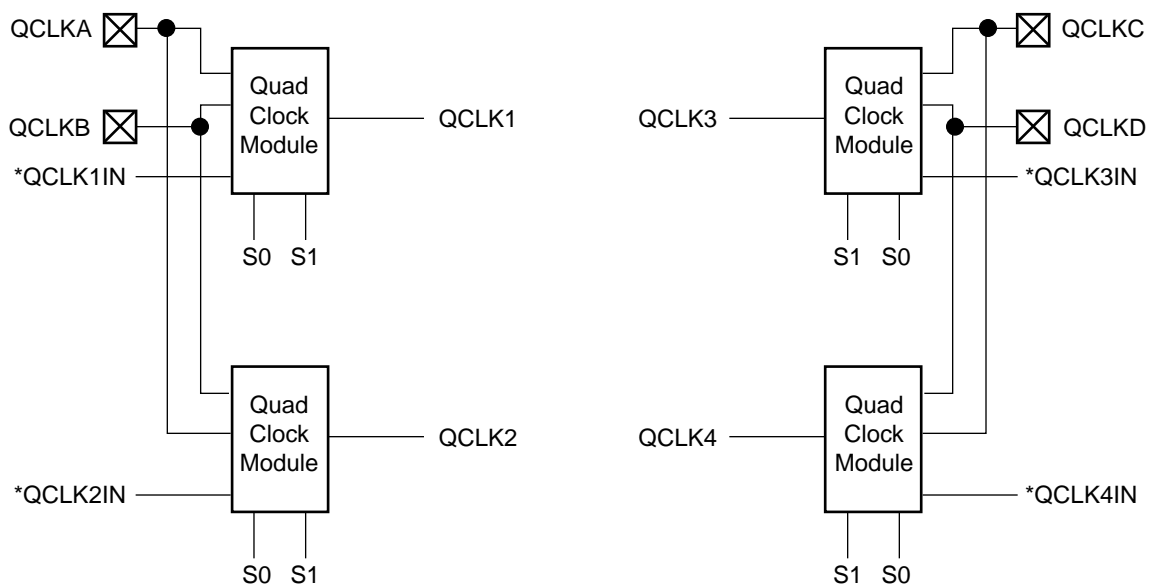 QCLKA
QCLKB
*QCLK1IN
Quad
Clock
Module
QCLK1
S0 S1
QCLKC
QCLKD
*QCLK3IN
Quad
Clock
Module
QCLK3
S1 S0
*QCLK2IN
Quad
Clock
Module
QCLK2
S0 S1
QCLK4
Quad
Clock
Module
*QCLK4IN
S1 S0